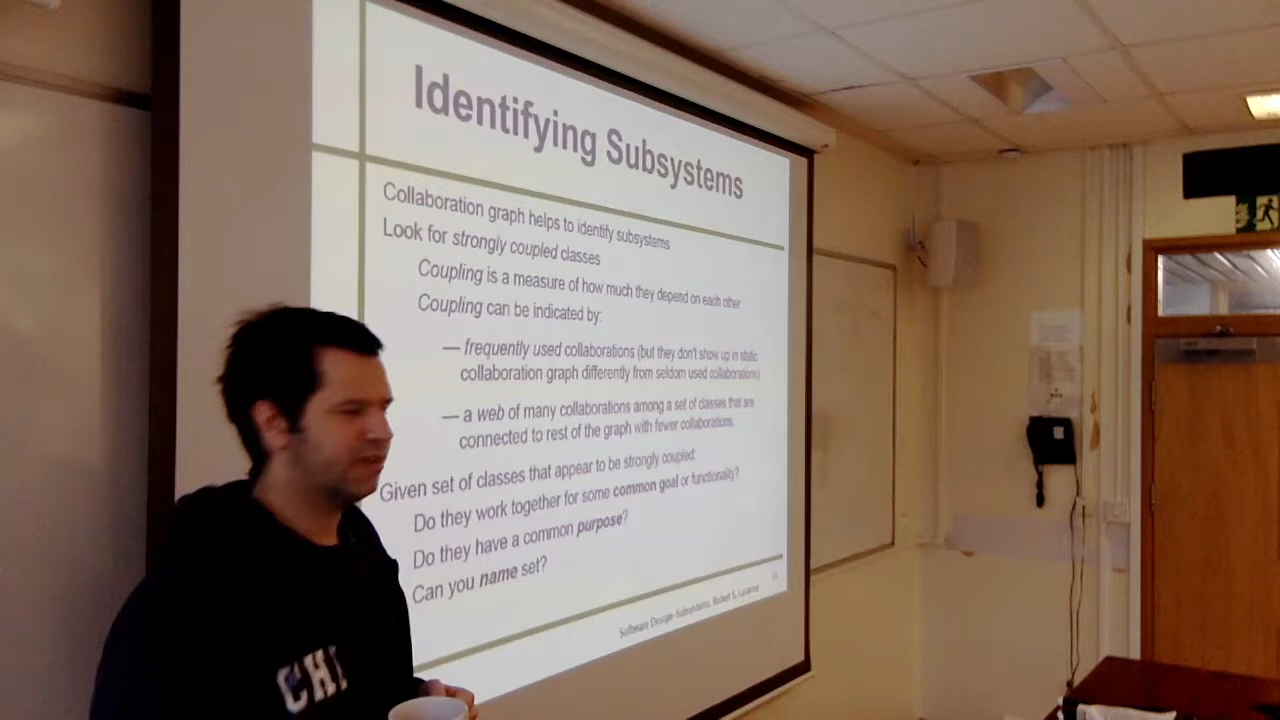 Identifying Subsystems
Collaboration graph helps to identify subsystems
Look for strongly coupled classes
Coupling is a measure of how much they depend on each other
Coupling can be indicated by:
— frequently used collaborations (but they don't show up in static
collaboration graph differently from seldom used collaborations)
— a web of many collaborations among a set of classes that are
connected to rest of the graph with fewer collaborations.
Given set of classes that appear to be strongly coupled:
Do they work together for some common goal or functionality?
Do they have a common purpose?
Can you name set?
Software Design: Subsystems, Robert S.
CHI